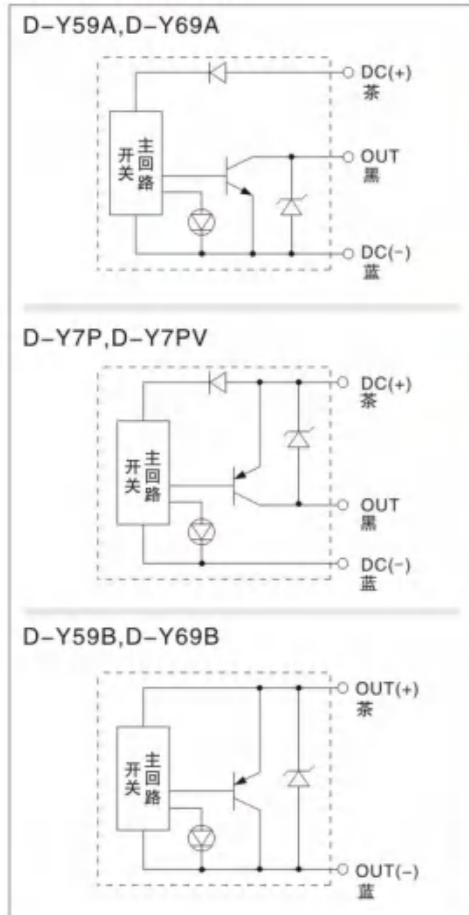 D-Y59A,D-Y69A
DC(+)
茶
开关
主回路
OUT
黑
DC(-)
蓝
D-Y7P,D-Y7PV
DC(+)
茶
开关
主回路
OUT
黑
DC(-)
蓝
D-Y59B,D-Y69B
OUT(+)
茶
开关
主回路
OUT(-)
蓝